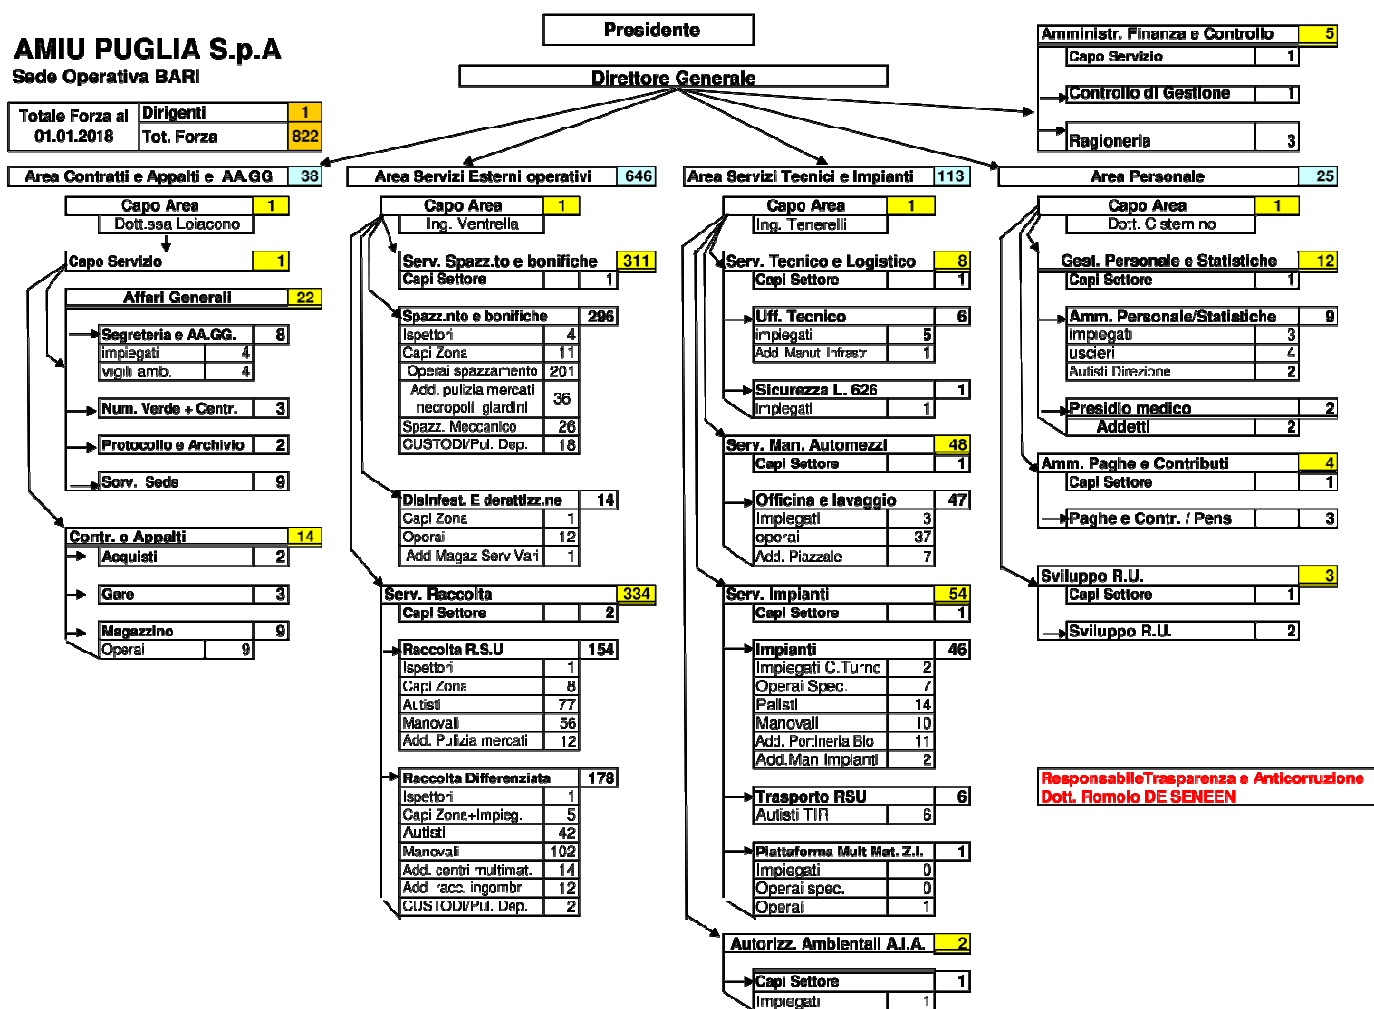 Presidente
Direttore Generale
AMIU PUGLIA S.p.A
Sede Operativa BARI
Totale Forza al 01.01.2018
Dirigenti 1
Tot. Forza 822
Amministr. Finanza e Controllo 5
Capo Servizio 1
Controllo di Gestione 1
Ragioneria 3
Area Contratti e Appalti e AA.GG 38
Capo Area 1
Dott.ssa Loiacono
Capo Servizio 1
Affari Generali 22
Segreteria e AA.GG. 8
impiegati 4
vigili amb. 4
Num. Verde + Centr. 3
Protocollo e Archivio 2
Serv. Sede 9
Contr. e Appalti 14
Acquisti 2
Gare 3
Magazzino 9
Operai 9
Area Servizi Esterni operativi 646
Capo Area 1
Ing. Ventrella
Serv. Spazz.to e bonifiche 311
Capi Settore 1
Spazz.nto e bonifiche 296
Ispettori 4
Capi Zona 11
Operai spazzamento 201
Add. pulizia mercati
necropoli giardini 36
Spazz. Meccanico 26
CUSTODI/Pul. Dep. 18
Disinfest. E derattizz.ne 14
Capi Zona 1
Operai 12
Add Magaz Serv Vari 1
Serv. Raccolta 334
Capi Settore 2
Raccolta R.S.U 154
Ispettori 1
Capi Zona 8
Autisti 77
Manovali 56
Add. Pulizia mercati 12
Raccolta Differenziata 178
Ispettori 1
Capi Zona+Impieg. 5
Autisti 42
Manovali 102
Add. centri multimat. 14
Add racc. ingombr 12
CUSTODI/Pul. Dep. 2
Area Servizi Tecnici e Impianti 113
Capo Area 1
Ing. Tenerelli
Serv. Tecnico e Logistico 8
Capi Settore 1
Uff. Tecnico 6
impiegati 5
Add Manut Infrastr 1
Sicurezza L. 626 1
Impiegati 1
Serv. Man. Automezzi 48
Capi Settore 1
Officina e lavaggio 47
Impiegati 3
operai 37
Add. Piazzale 7
Serv. Impianti 54
Capi Settore 1
Impianti 46
Impiegati C.Turno 2
Operai Spec. 7
Palisti 14
Manovali 10
Add. Portineria Bio 11
Add.Man Impianti 2
Trasporto RSU 6
Autisti TIR 6
Piattaforma Mult Mat. Z.I. 1
Impiegati 0
Operai spec. 0
Operai 1
Autorizz. Ambientali A.I.A. 2
Capi Settore 1
Impiegati 1
Area Personale 25
Capo Area 1
Dott. Cisternino
Gest. Personale e Statistiche 12
Capi Settore 1
Amm. Personale/Statistiche 9
impiegati 3
uscieri 4
Autisti Direzione 2
Presidio medico 2
Addetti 2
Amm. Paghe e Contributi 4
Capi Settore 1
Paghe e Contr. / Pens 3
Sviluppo R.U. 3
Capi Settore 1
Sviluppo R.U. 2
ResponsabileTrasparenza e Anticorruzione
Dott. Romolo DE SENEEN